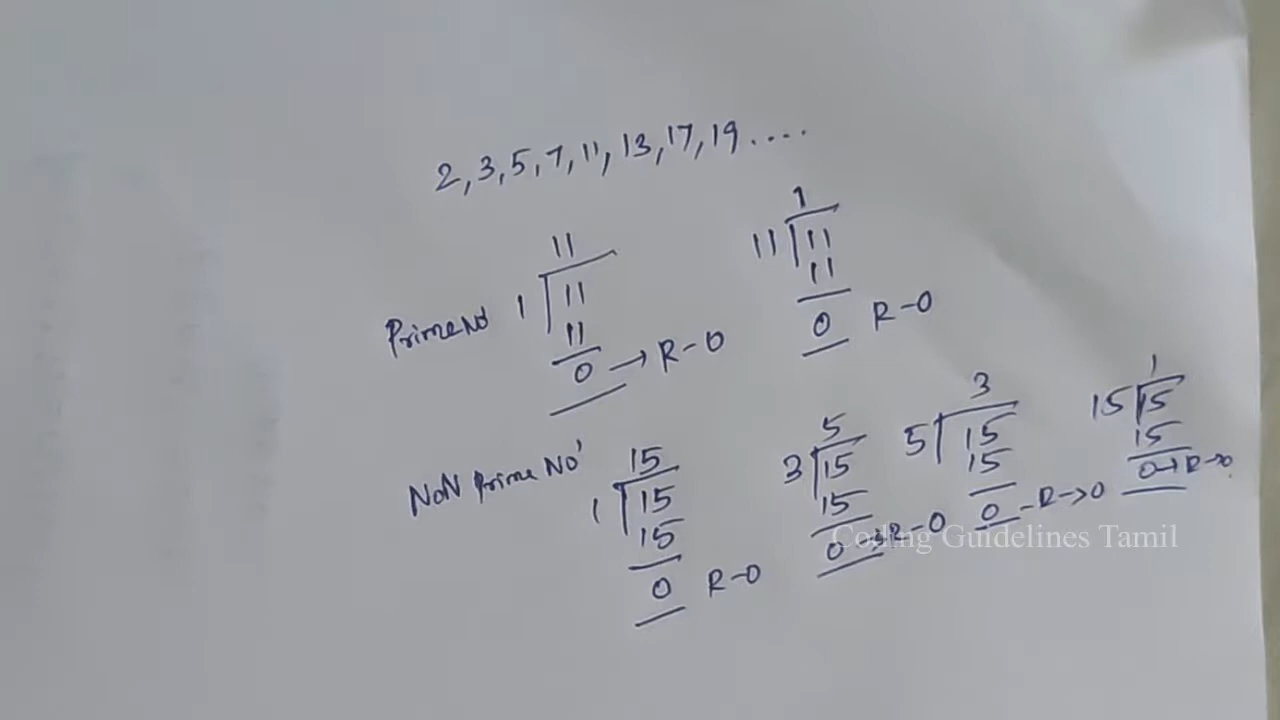 2, 3, 5, 7, 11, 13, 17, 19 ....
11
1
Prime No 1 11
11 11
11
11
0 → R-0
0 R-0
Non Prime No'
15
1 15
15
0 R-0
5
3 15
15
0 → R-0
3
5 15
15
0 - R→0
1
15 15
15
0 → R→0
Coding Guidelines Tamil